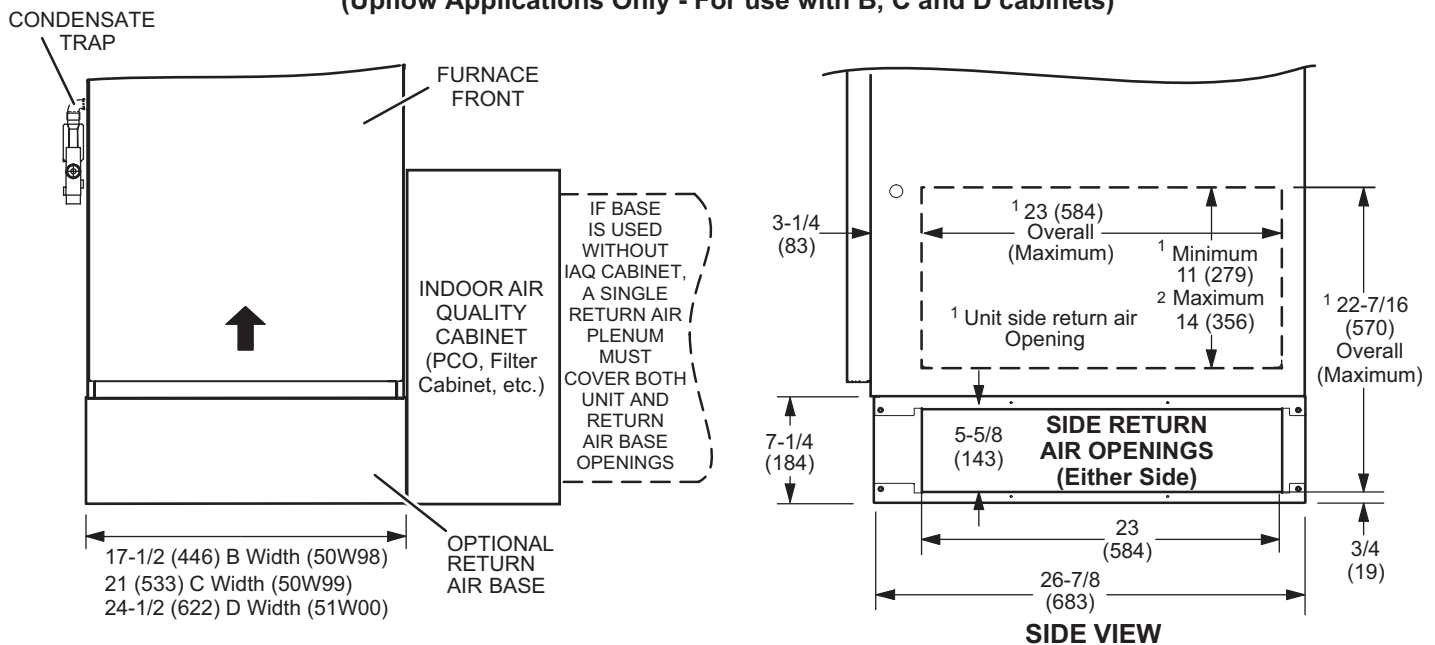 (Upflow Applications Only - For use with B, C and D cabinets)
CONDENSATE
TRAP
FURNACE
FRONT
INDOOR AIR
QUALITY
CABINET
(PCO, Filter
Cabinet, etc.)
IF BASE
IS USED
WITHOUT
IAQ CABINET,
A SINGLE
RETURN AIR
PLENUM
MUST
COVER BOTH
UNIT AND
RETURN
AIR BASE
OPENINGS
17-1/2 (446) B Width (50W98)
21 (533) C Width (50W99)
24-1/2 (622) D Width (51W00)
OPTIONAL
RETURN
AIR BASE
3-1/4
(83)
1 23 (584)
Overall
(Maximum)
1 Minimum
11 (279)
2 Maximum
14 (356)
1 Unit side return air
Opening
1 22-7/16
(570)
Overall
(Maximum)
7-1/4
(184)
5-5/8
(143)
SIDE RETURN
AIR OPENINGS
(Either Side)
23
(584)
3/4
(19)
26-7/8
(683)
SIDE VIEW